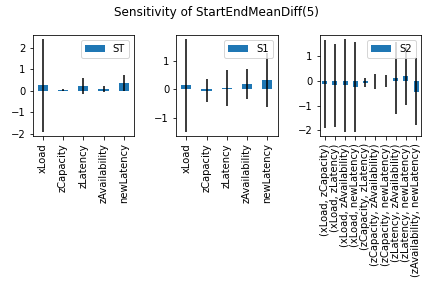 Sensitivity of StartEndMeanDiff(5)
ST
2
1
0
−1
−2
xLoad
zCapacity
zLatency
zAvailability
newLatency
S1
1
0
−1
xLoad
zCapacity
zLatency
zAvailability
newLatency
S2
1
0
−1
−2
(xLoad, zCapacity)
(xLoad, zLatency)
(xLoad, zAvailability)
(xLoad, newLatency)
(zCapacity, zLatency)
(zCapacity, zAvailability)
(zCapacity, newLatency)
(zLatency, zAvailability)
(zLatency, newLatency)
(zAvailability, newLatency)